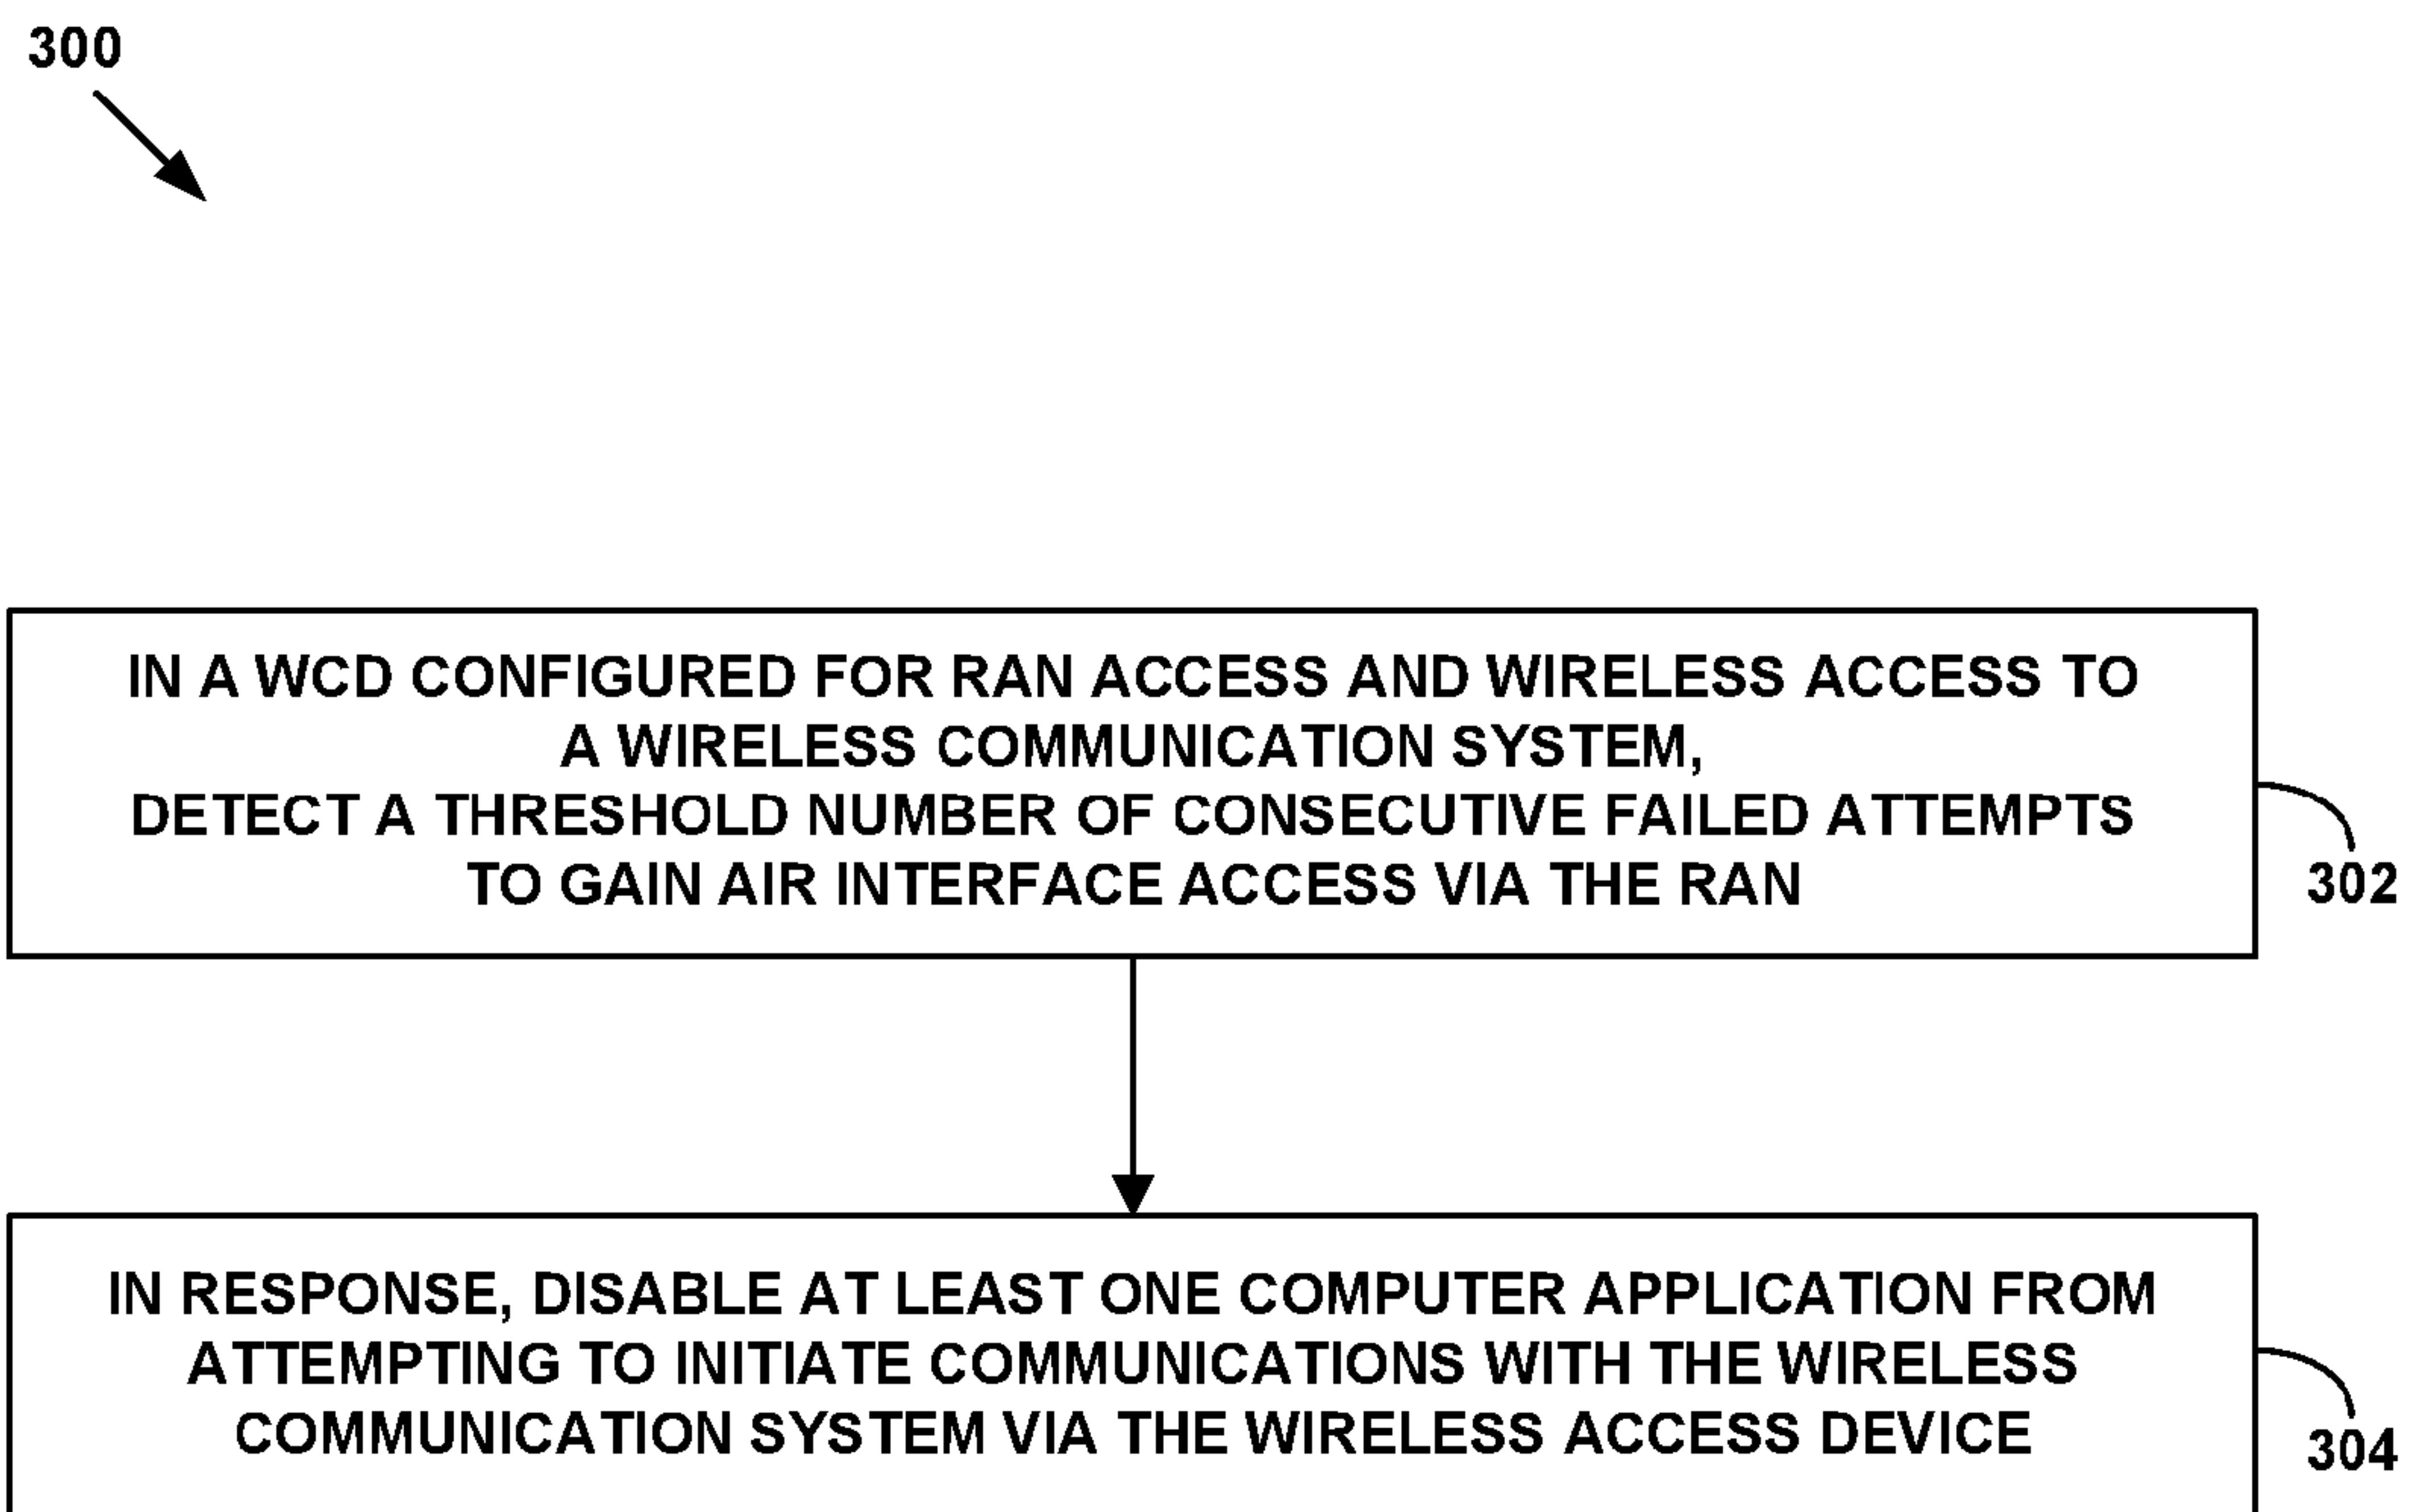 300
IN A WCD CONFIGURED FOR RAN ACCESS AND WIRELESS ACCESS TO
A WIRELESS COMMUNICATION SYSTEM,
DETECT A THRESHOLD NUMBER OF CONSECUTIVE FAILED ATTEMPTS
TO GAIN AIR INTERFACE ACCESS VIA THE RAN
302
IN RESPONSE, DISABLE AT LEAST ONE COMPUTER APPLICATION FROM
ATTEMPTING TO INITIATE COMMUNICATIONS WITH THE WIRELESS
COMMUNICATION SYSTEM VIA THE WIRELESS ACCESS DEVICE
304